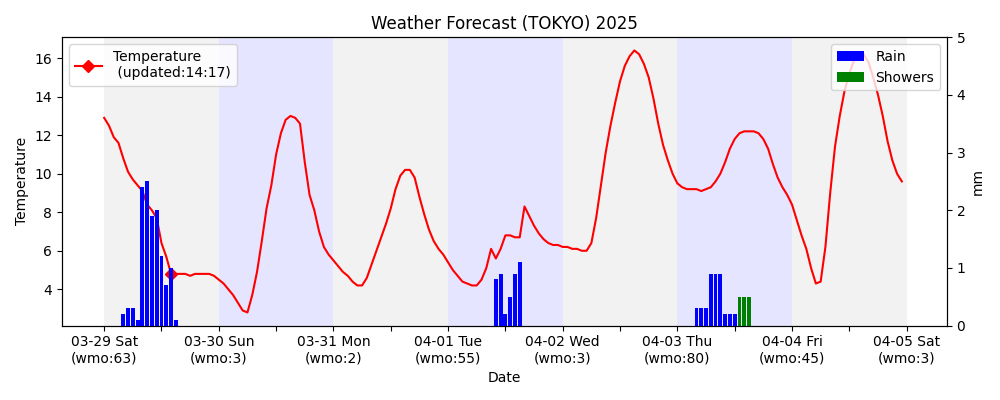 Weather Forecast (TOKYO) 2025
Temperature
(updated:14:17)
Rain
Showers
Temperature
16
14
12
10
8
6
4
5
4
3
2
1
0
mm
03-29 Sat
(wmo:63)
03-30 Sun
(wmo:3)
03-31 Mon
(wmo:2)
04-01 Tue
(wmo:55)
04-02 Wed
(wmo:3)
04-03 Thu
(wmo:80)
04-04 Fri
(wmo:45)
04-05 Sat
(wmo:3)
Date